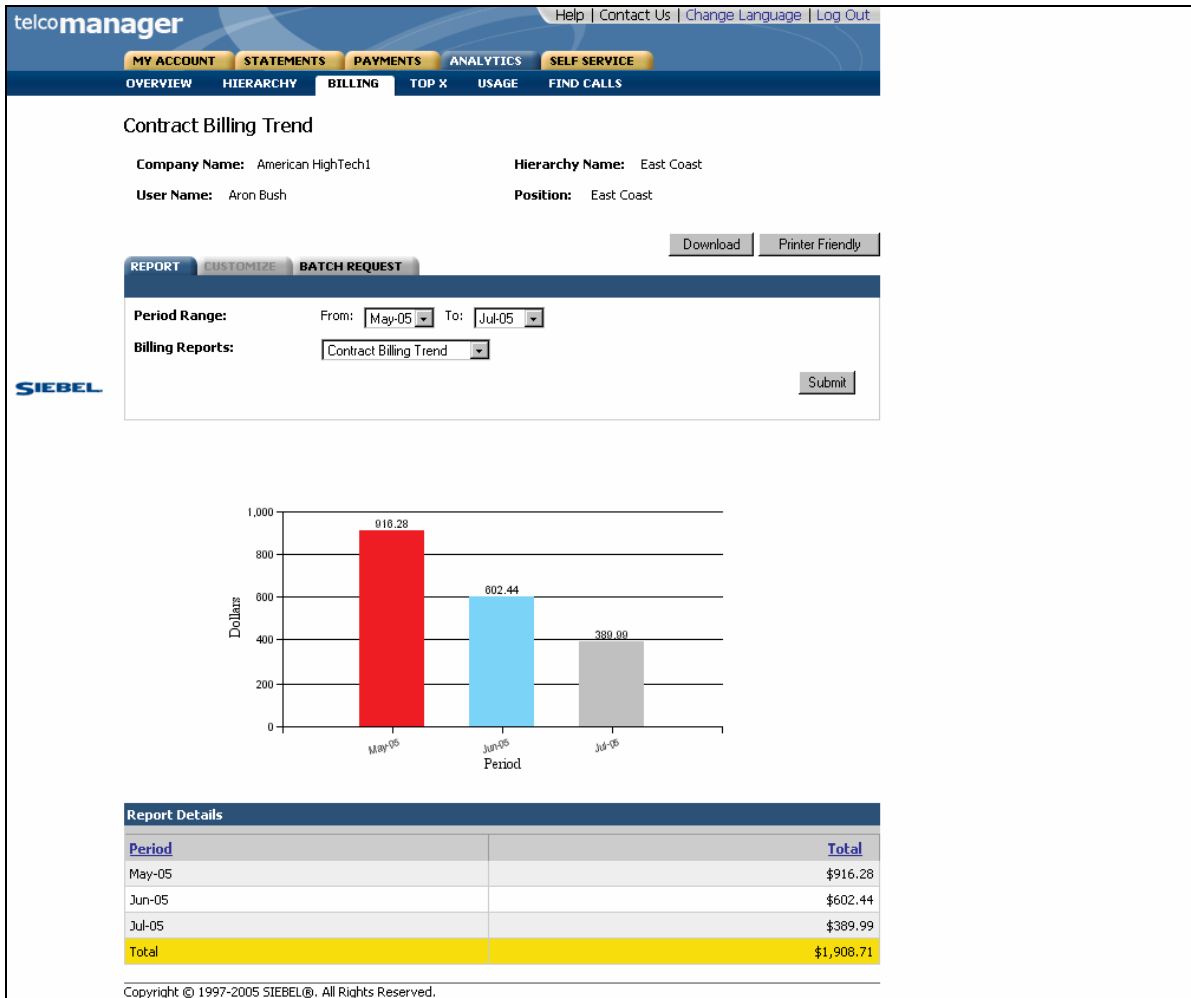 telcomanager
Help | Contact Us | Change Language | Log Out
MY ACCOUNT STATEMENTS PAYMENTS ANALYTICS SELF SERVICE
OVERVIEW HIERARCHY BILLING TOP X USAGE FIND CALLS
Contract Billing Trend
Company Name: American HighTech1 Hierarchy Name: East Coast
User Name: Aron Bush Position: East Coast
Download Printer Friendly
REPORT CUSTOMIZE BATCH REQUEST
Period Range: From: May-05 To: Jul-05
Billing Reports: Contract Billing Trend
SIEBEL.
Submit
1,000
916.28
800
602.44
600
Dollars
400
389.99
200
0
May-05 Jun-05 Jul-05
Period
Report Details
Period Total
May-05 $916.28
Jun-05 $602.44
Jul-05 $389.99
Total $1,908.71
Copyright © 1997-2005 SIEBEL®. All Rights Reserved.